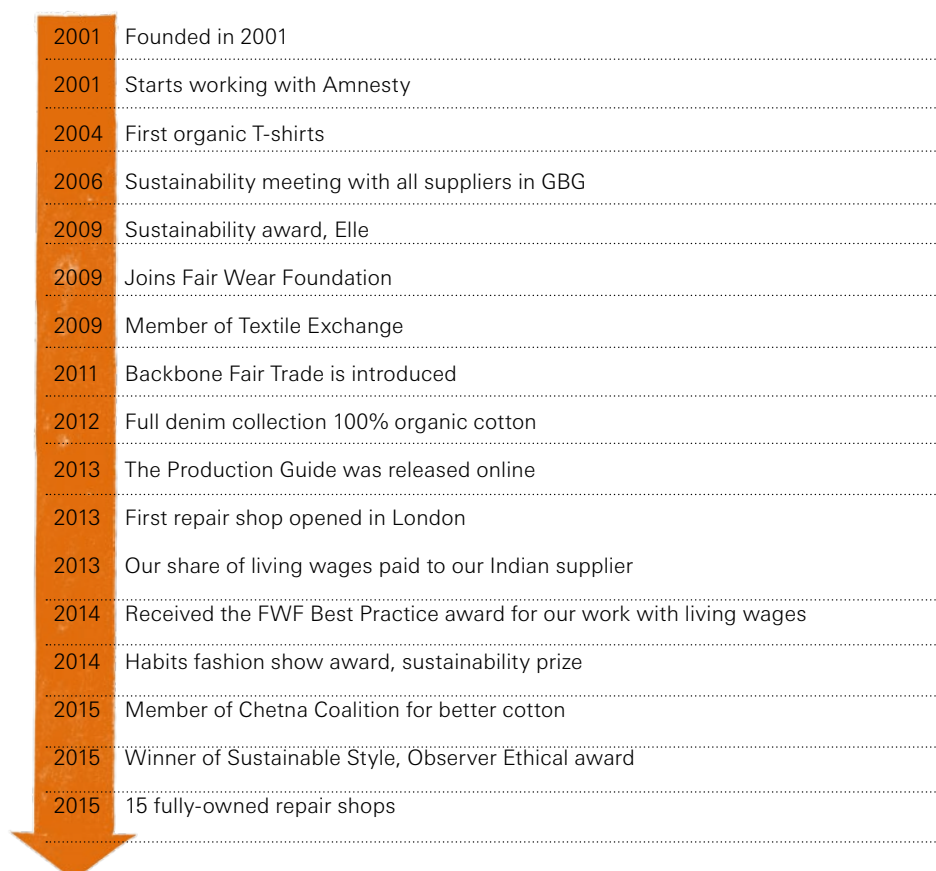 2001 Founded in 2001
2001 Starts working with Amnesty
2004 First organic T-shirts
2006 Sustainability meeting with all suppliers in GBG
2009 Sustainability award, Elle
2009 Joins Fair Wear Foundation
2009 Member of Textile Exchange
2011 Backbone Fair Trade is introduced
2012 Full denim collection 100% organic cotton
2013 The Production Guide was released online
2013 First repair shop opened in London
2013 Our share of living wages paid to our Indian supplier
2014 Received the FWF Best Practice award for our work with living wages
2014 Habits fashion show award, sustainability prize
2015 Member of Chetna Coalition for better cotton
2015 Winner of Sustainable Style, Observer Ethical award
2015 15 fully-owned repair shops